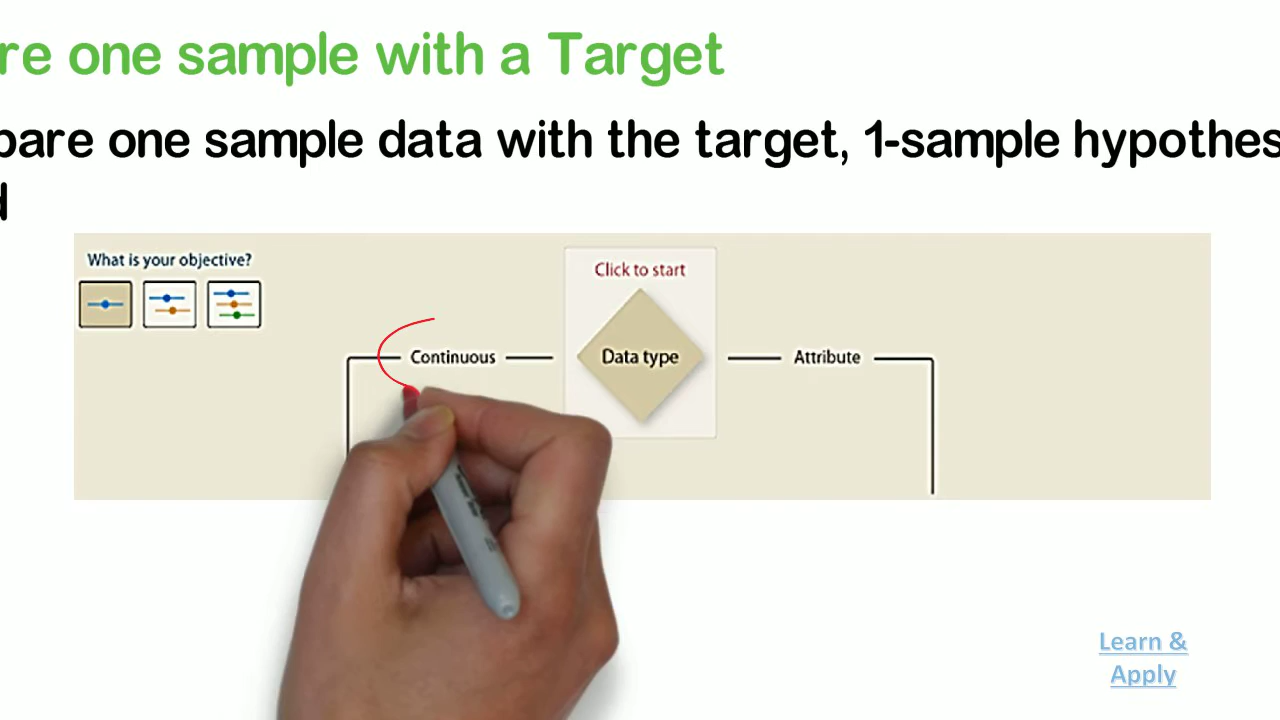 re one sample with a Target
pare one sample data with the target, 1-sample hypothes
d
What is your objective?
Click to start
Continuous
Data type
Attribute
Learn &
Apply